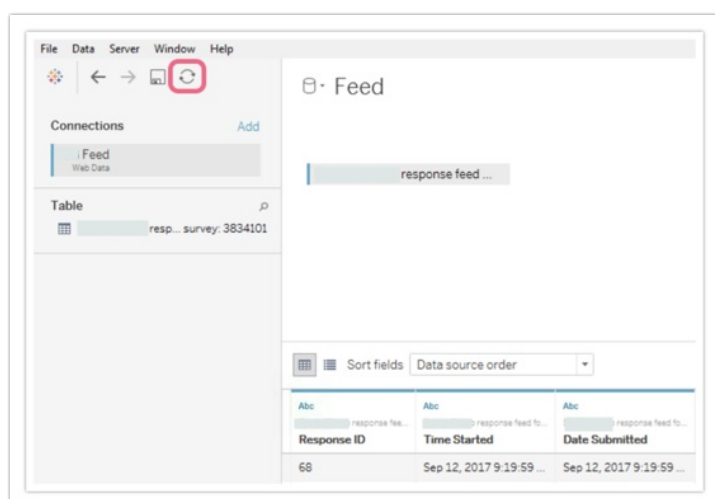 File Data Server Window Help
Feed
Connections Add
Feed
Web Data
response feed ...
Table
resp... survey: 3834101
Sort fields Data source order
Abc Abc Abc
response fee... response feed fo... response feed fo...
Response ID Time Started Date Submitted
68 Sep 12, 2017 9:19:59 ... Sep 12, 2017 9:19:59 ...